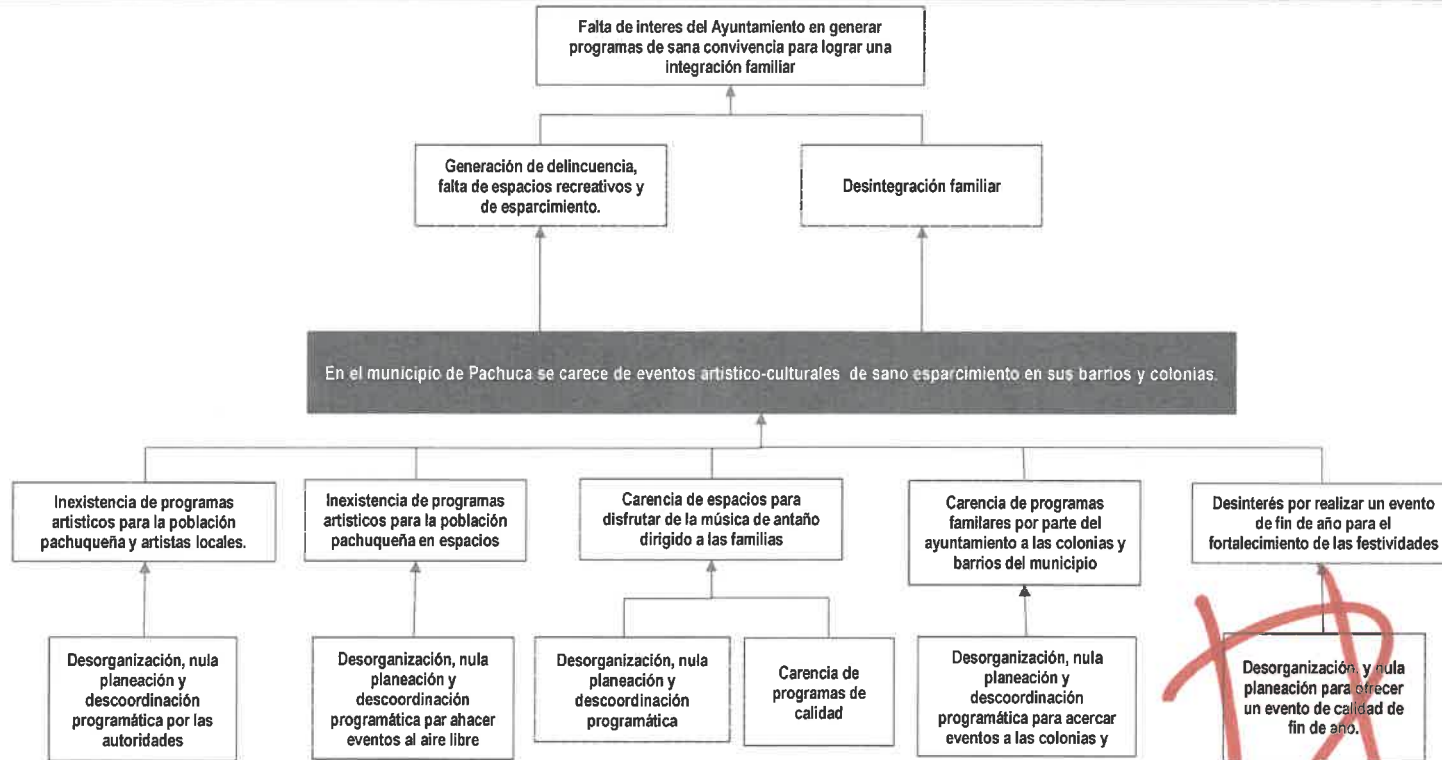 Falta de interes del Ayuntamiento en generar
programas de sana convivencia para lograr una
integración familiar
Generación de delincuencia,
falta de espacios recreativos y
de esparcimiento.
Desintegración familiar
En el municipio de Pachuca se carece de eventos artistico-culturales de sano esparcimiento en sus barrios y colonias.
Inexistencia de programas
artisticos para la población
pachuqueña y artistas locales.
Inexistencia de programas
artisticos para la población
pachuqueña en espacios
Carencia de espacios para
disfrutar de la música de antaño
dirigido a las familias
Carencia de programas
familares por parte del
ayuntamiento a las colonias y
barrios del municipio
Desinterés por realizar un evento
de fin de año para el
fortalecimiento de las festividades
Desorganización, nula
planeación y
descoordinación
programática por las
autoridades
Desorganización, nula
planeación y
descoordinación
programática par ahacer
eventos al aire libre
Desorganización, nula
planeación y
descoordinación
programática
Carencia de
programas de
calidad
Desorganización, nula
planeación y
descoordinación
programática para acercar
eventos a las colonias y
Desorganización, y nula
planeación para ofrecer
un evento de calidad de
fin de año.